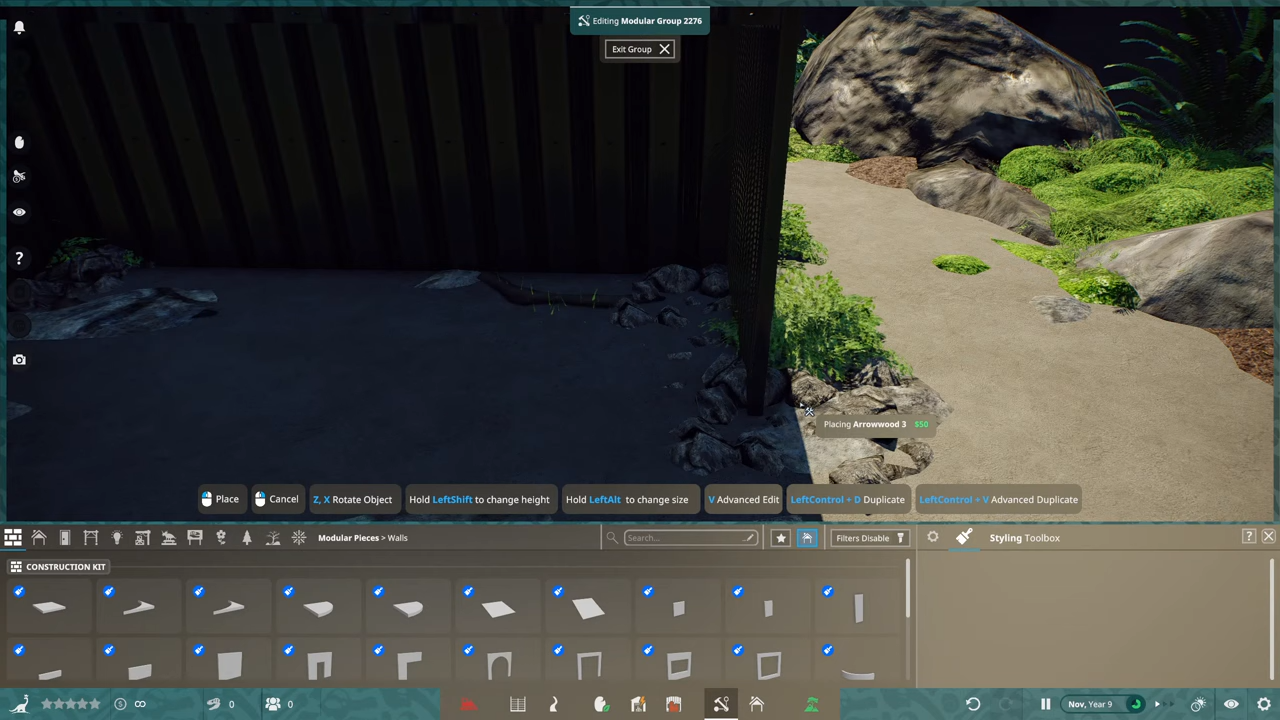 Editing Modular Group 2276
Exit Group
?
Placing Arrowwood 3 $50
Place
Cancel
Z, X Rotate Object
Hold LeftShift to change height
Hold LeftAlt to change size
V Advanced Edit
LeftControl + D Duplicate
LeftControl + V Advanced Duplicate
Modular Pieces > Walls
Search...
Filters Disable
Styling Toolbox
?
CONSTRUCTION KIT
∞
0
0
Nov, Year 9